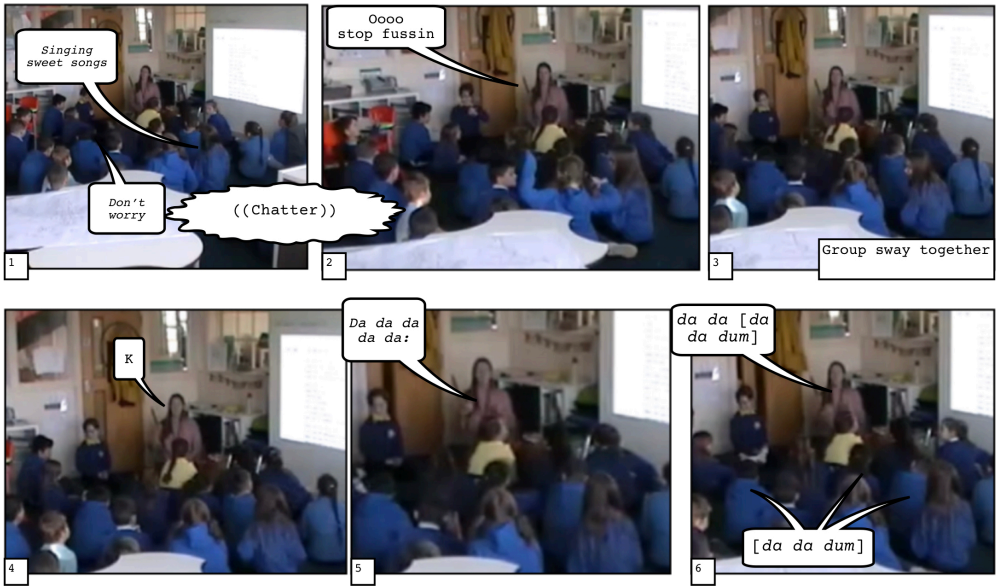 Singing
sweet songs
Don't
worry
((Chatter))
1
Oooo
stop fussin
2
Group sway together
3
K
4
Da da da
da da:
5
da da [da
da dum]
[da da dum]
6